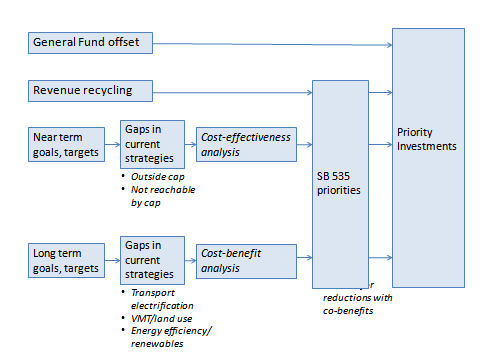 General Fund offset
Revenue recycling
Near term
goals, targets
Gaps in
current
strategies
Cost-effectiveness
analysis
• Outside cap
• Not reachable
by cap
SB 535
priorities
Priority
Investments
Long term
goals, targets
Gaps in
current
strategies
Cost-benefit
analysis
• Transport
electrification
• VMT/land use
• Energy efficiency/
renewables
reductions with
co-benefits